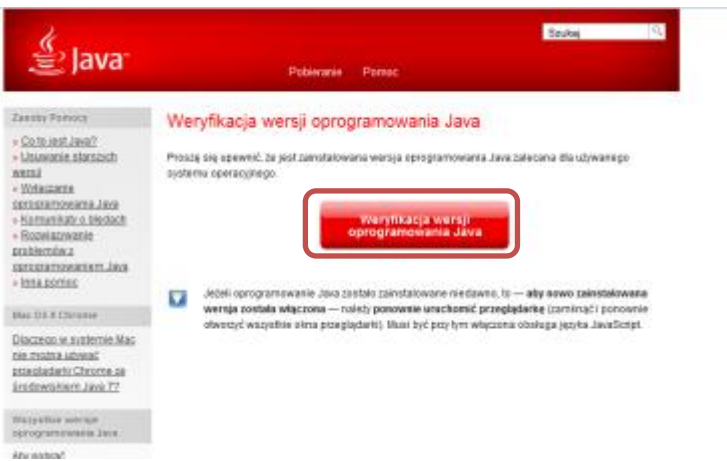 Szukaj
Java
Pobieranie Pomoc
Zasoby Pomocy
» Co to jest Java?
» Usuwanie starszych
wersji
» Wyłączanie
oprogramowania Java
» Komunikaty o błędach
» Rozwiązywanie
problemów z
oprogramowaniem Java
» Inna pomoc
Mac OS X Chrome
Dlaczego w systemie Mac
nie można używać
przeglądarki Chrome ze
środowiskiem Java 7?
Wszystkie wersje
oprogramowania Java
Aby pobrać
Weryfikacja wersji oprogramowania Java
Proszę się upewnić, że jest zainstalowana wersja oprogramowania Java zalecana dla używanego
systemu operacyjnego.
Weryfikacja wersji
oprogramowania Java
Jeżeli oprogramowanie Java zostało zainstalowane niedawno, to — aby nowo zainstalowana
wersja została włączona — należy ponownie uruchomić przeglądarkę (zamknąć i ponownie
otworzyć wszystkie okna przeglądarki). Musi być przy tym włączona obsługa języka JavaScript.